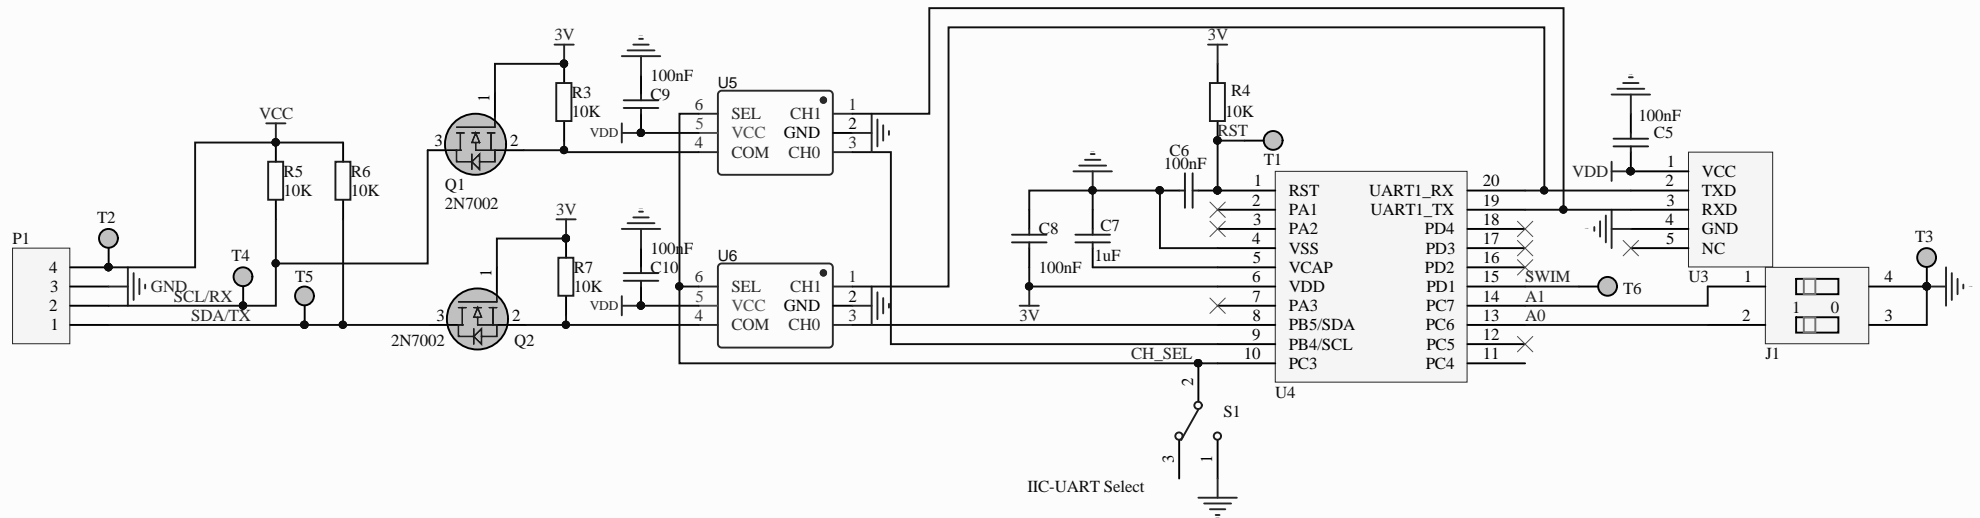 P1
4
3
2
1
T2
GND
SCL/RX
SDA/TX
T4
T5
VCC
R5
10K
R6
10K
3
1
2
Q1
2N7002
3V
R3
10K
3
1
2
2N7002
Q2
3V
R7
10K
100nF
C9
VDD
U5
6 SEL CH1 1
5 VCC GND 2
4 COM CH0 3
100nF
C10
VDD
U6
6 SEL CH1 1
5 VCC GND 2
4 COM CH0 3
3V
R4
10K
RST
T1
C6
100nF
C8
100nF
C7
1uF
3V
1 RST UART1_RX 20
2 PA1 UART1_TX 19
3 PA2 PD4 18
4 VSS PD3 17
5 VCAP PD2 16
6 VDD PD1 15
7 PA3 PC7 14
8 PB5/SDA PC6 13
9 PB4/SCL PC5 12
10 PC3 PC4 11
U4
CH_SEL
2
S1
3
1
IIC-UART Select
SWIM
T6
A1
A0
100nF
C5
VDD
1 VCC
2 TXD
3 RXD
4 GND
5 NC
U3
1 4
1 0
2 3
J1
T3